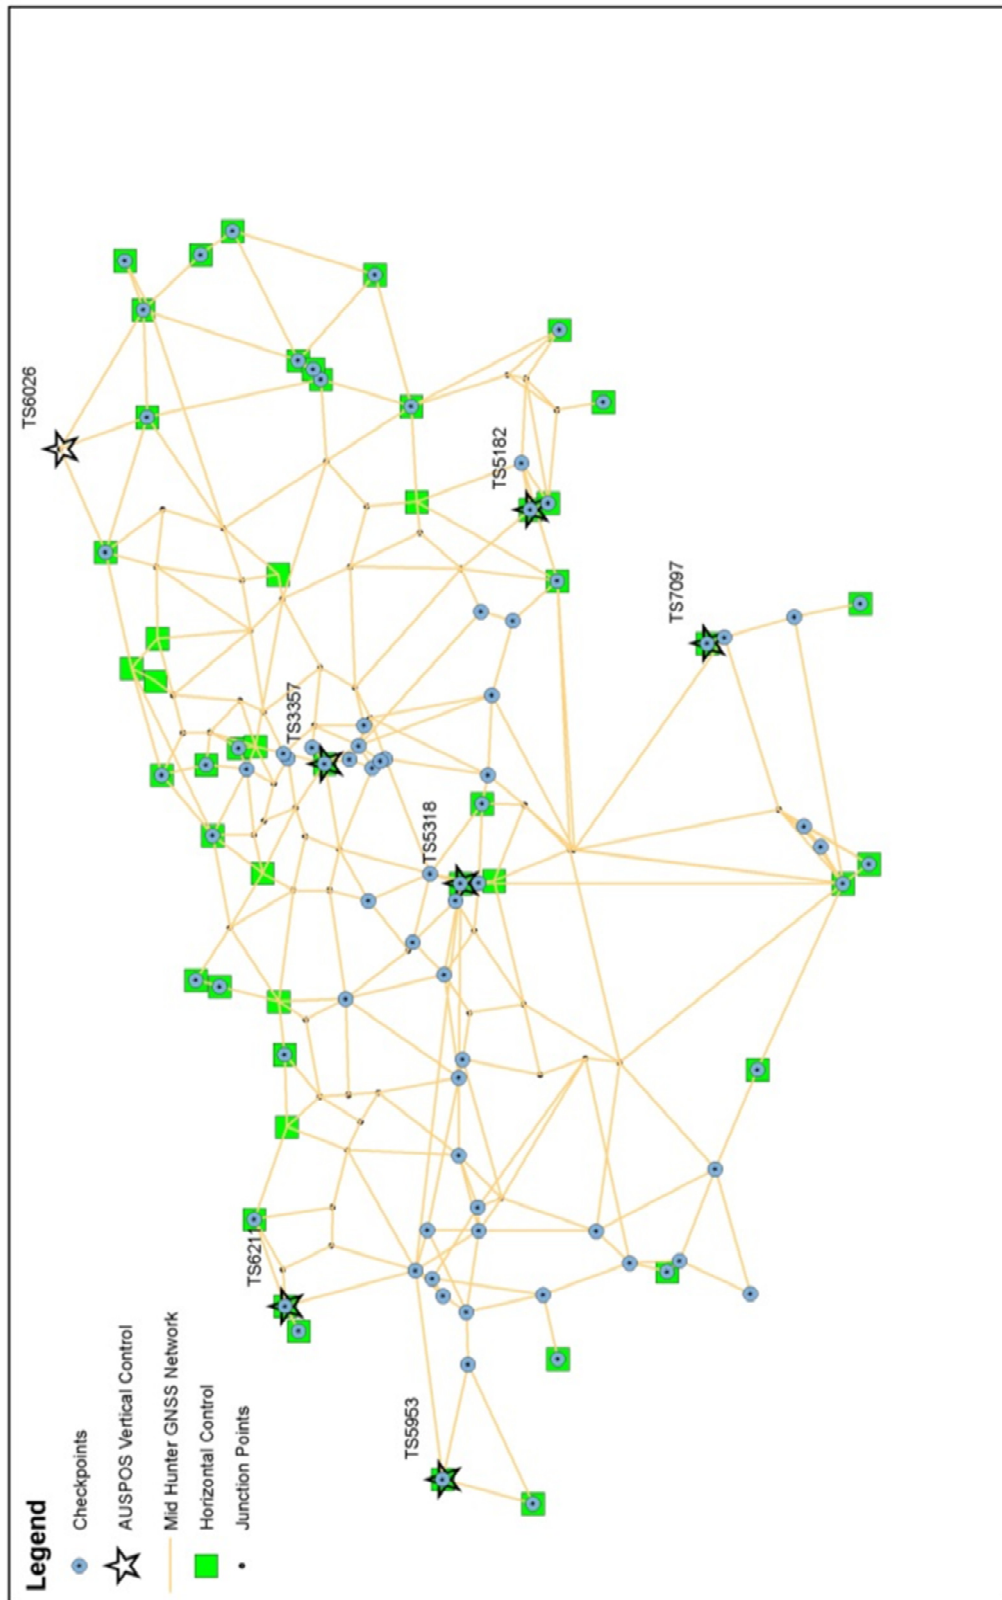 Legend
Checkpoints
AUSPOS Vertical Control
Mid Hunter GNSS Network
Horizontal Control
Junction Points
TS5953
TS6211
TS5318
TS3357
TS7097
TS5182
TS6026